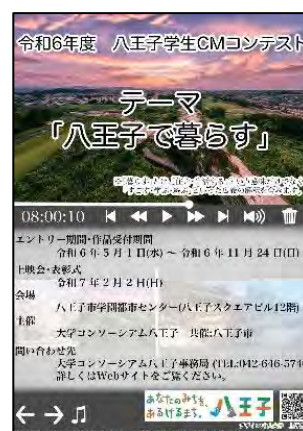 令和6年度 八王子学生CMコンテスト
テーマ
「八王子で暮らす」
08:00:10
エントリー期間・作品受付期間
令和6年5月1日(水) ～ 令和6年11月24日(日)
上映会・表彰式
令和7年2月2日(日)
会場
八王子市学園都市センター(八王子スクエアビル12階)
主催
大学コンソーシアム八王子 共催:八王子市
問い合わせ先
大学コンソーシアム八王子事務局 (TEL:042-646-5740
詳しくはWebサイトをご覧ください。
あなたのみちを、
あるけるまち。八王子